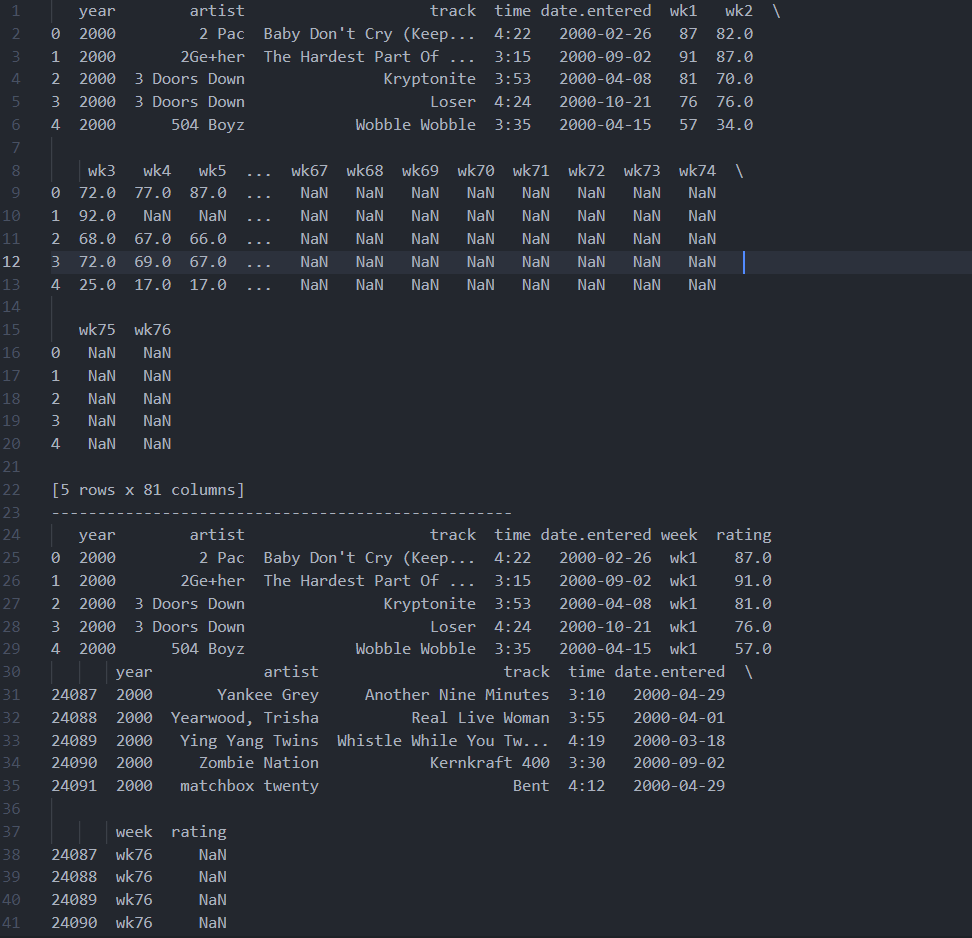 1 year artist track time date.entered wk1 wk2 \
2 0 2000 2 Pac Baby Don't Cry (Keep... 4:22 2000-02-26 87 82.0
3 1 2000 2Ge+her The Hardest Part Of ... 3:15 2000-09-02 91 87.0
4 2 2000 3 Doors Down Kryptonite 3:53 2000-04-08 81 70.0
5 3 2000 3 Doors Down Loser 4:24 2000-10-21 76 76.0
6 4 2000 504 Boyz Wobble Wobble 3:35 2000-04-15 57 34.0
7
8 wk3 wk4 wk5 ... wk67 wk68 wk69 wk70 wk71 wk72 wk73 wk74 \
9 0 72.0 77.0 87.0 ... NaN NaN NaN NaN NaN NaN NaN NaN
10 1 92.0 NaN NaN ... NaN NaN NaN NaN NaN NaN NaN NaN
11 2 68.0 67.0 66.0 ... NaN NaN NaN NaN NaN NaN NaN NaN
12 3 72.0 69.0 67.0 ... NaN NaN NaN NaN NaN NaN NaN NaN
13 4 25.0 17.0 17.0 ... NaN NaN NaN NaN NaN NaN NaN NaN
14
15 wk75 wk76
16 0 NaN NaN
17 1 NaN NaN
18 2 NaN NaN
19 3 NaN NaN
20 4 NaN NaN
21
22 [5 rows x 81 columns]
23 --------------------------------------------------
24 year artist track time date.entered week rating
25 0 2000 2 Pac Baby Don't Cry (Keep... 4:22 2000-02-26 wk1 87.0
26 1 2000 2Ge+her The Hardest Part Of ... 3:15 2000-09-02 wk1 91.0
27 2 2000 3 Doors Down Kryptonite 3:53 2000-04-08 wk1 81.0
28 3 2000 3 Doors Down Loser 4:24 2000-10-21 wk1 76.0
29 4 2000 504 Boyz Wobble Wobble 3:35 2000-04-15 wk1 57.0
30 year artist track time date.entered \
31 24087 2000 Yankee Grey Another Nine Minutes 3:10 2000-04-29
32 24088 2000 Yearwood, Trisha Real Live Woman 3:55 2000-04-01
33 24089 2000 Ying Yang Twins Whistle While You Tw... 4:19 2000-03-18
34 24090 2000 Zombie Nation Kernkraft 400 3:30 2000-09-02
35 24091 2000 matchbox twenty Bent 4:12 2000-04-29
36
37 week rating
38 24087 wk76 NaN
39 24088 wk76 NaN
40 24089 wk76 NaN
41 24090 wk76 NaN